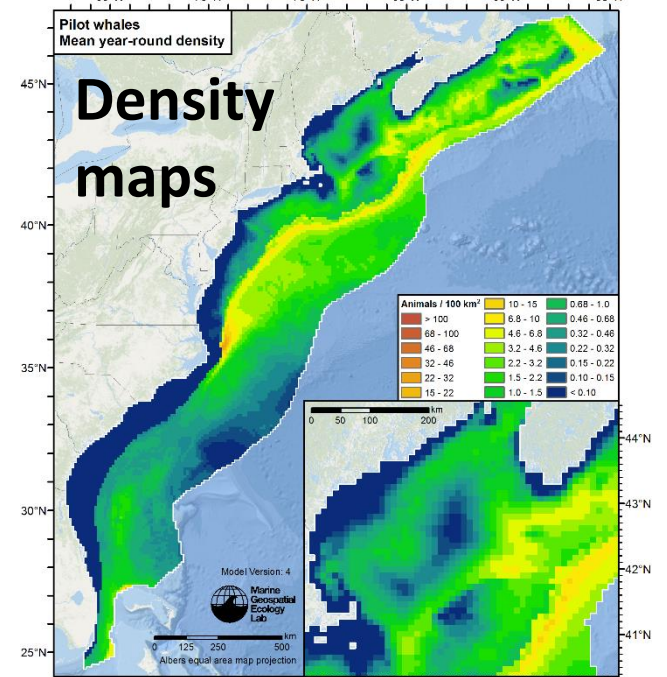 Pilot whales
Mean year-round density
Density
maps
45°N
40°N
35°N
30°N
25°N
Animals / 100 km²
> 100
68 - 100
46 - 68
32 - 46
22 - 32
15 - 22
10 - 15
6.8 - 10
4.6 - 6.8
3.2 - 4.6
2.2 - 3.2
1.5 - 2.2
1.0 - 1.5
0.68 - 1.0
0.46 - 0.68
0.32 - 0.46
0.22 - 0.32
0.15 - 0.22
0.10 - 0.15
< 0.10
km
0 50 100 200
44°N
43°N
42°N
41°N
Model Version: 4
Marine
Geospatial
Ecology
Lab
km
0 125 250 500
Albers equal area map projection